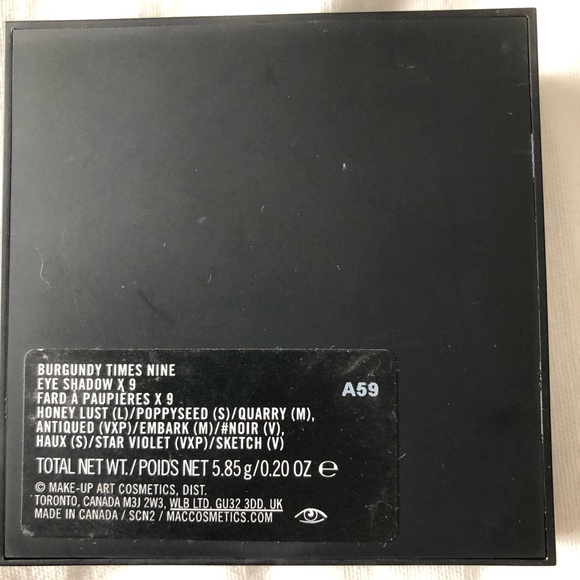 BURGUNDY TIMES NINE
EYE SHADOW X 9
FARD À PAUPIÈRES X 9
A59
HONEY LUST (L)/POPPYSEED (S)/QUARRY (M),
ANTIQUED (VXP)/EMBARK (M)/#NOIR (V),
HAUX (S)/STAR VIOLET (VXP)/SKETCH (V)
TOTAL NET WT./POIDS NET 5.85 g/0.20 OZ ℮
© MAKE-UP ART COSMETICS, DIST.
TORONTO, CANADA M3J 2W3, WLB LTD, GU32 3DD, UK
MADE IN CANADA / SCN2 / MACCOSMETICS.COM